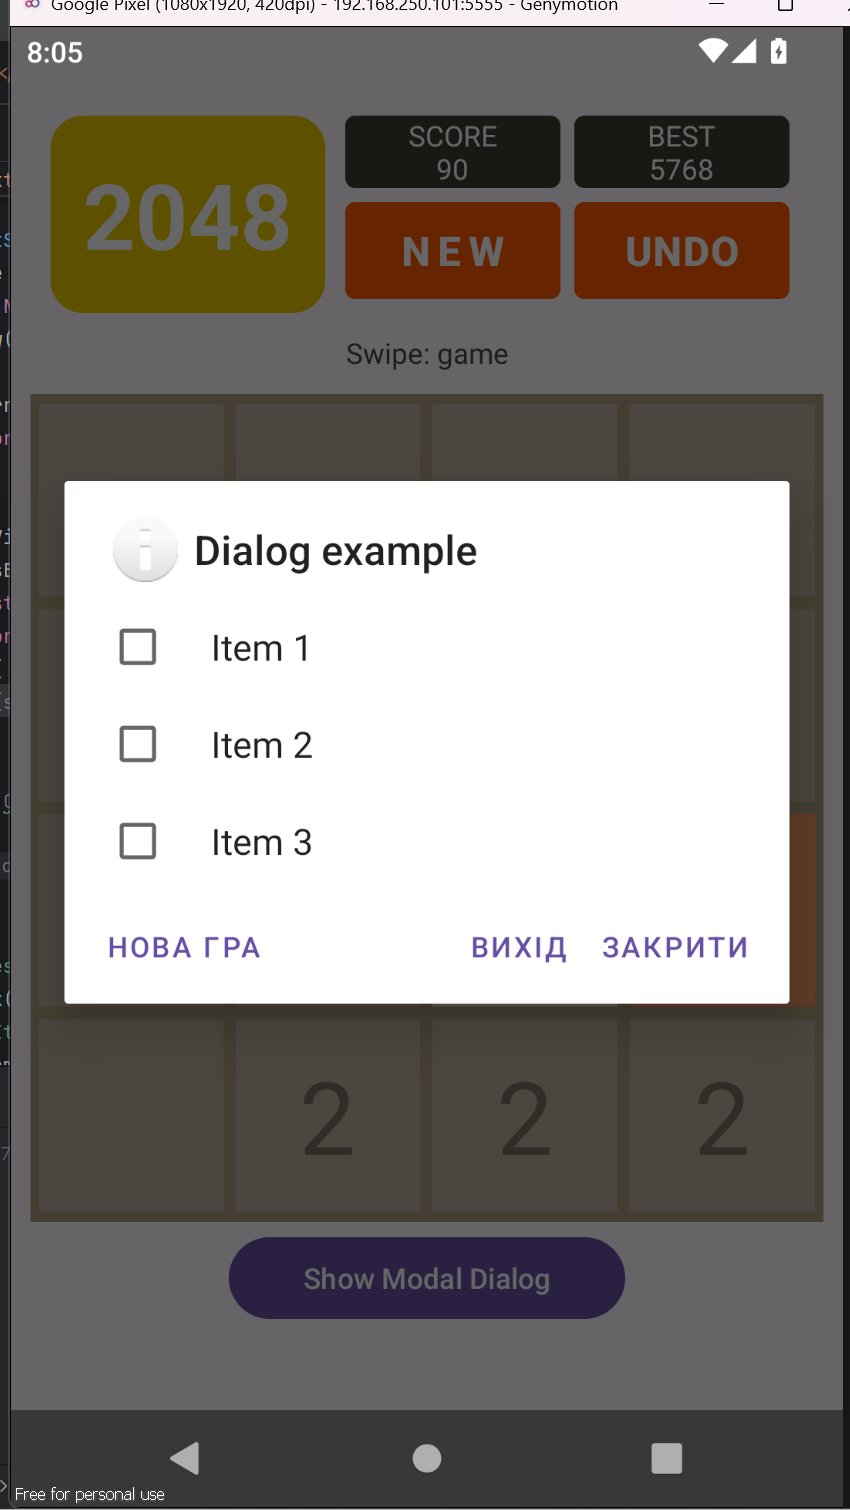 Google Pixel (1080x1920, 420dpi) - 192.168.250.101:5555 - Genymotion
8:05
2048
SCORE
90
BEST
5768
NEW
UNDO
Swipe: game
Dialog example
Item 1
Item 2
Item 3
НОВА ГРА
ВИХІД
ЗАКРИТИ
2 2 2
Show Modal Dialog
Free for personal use